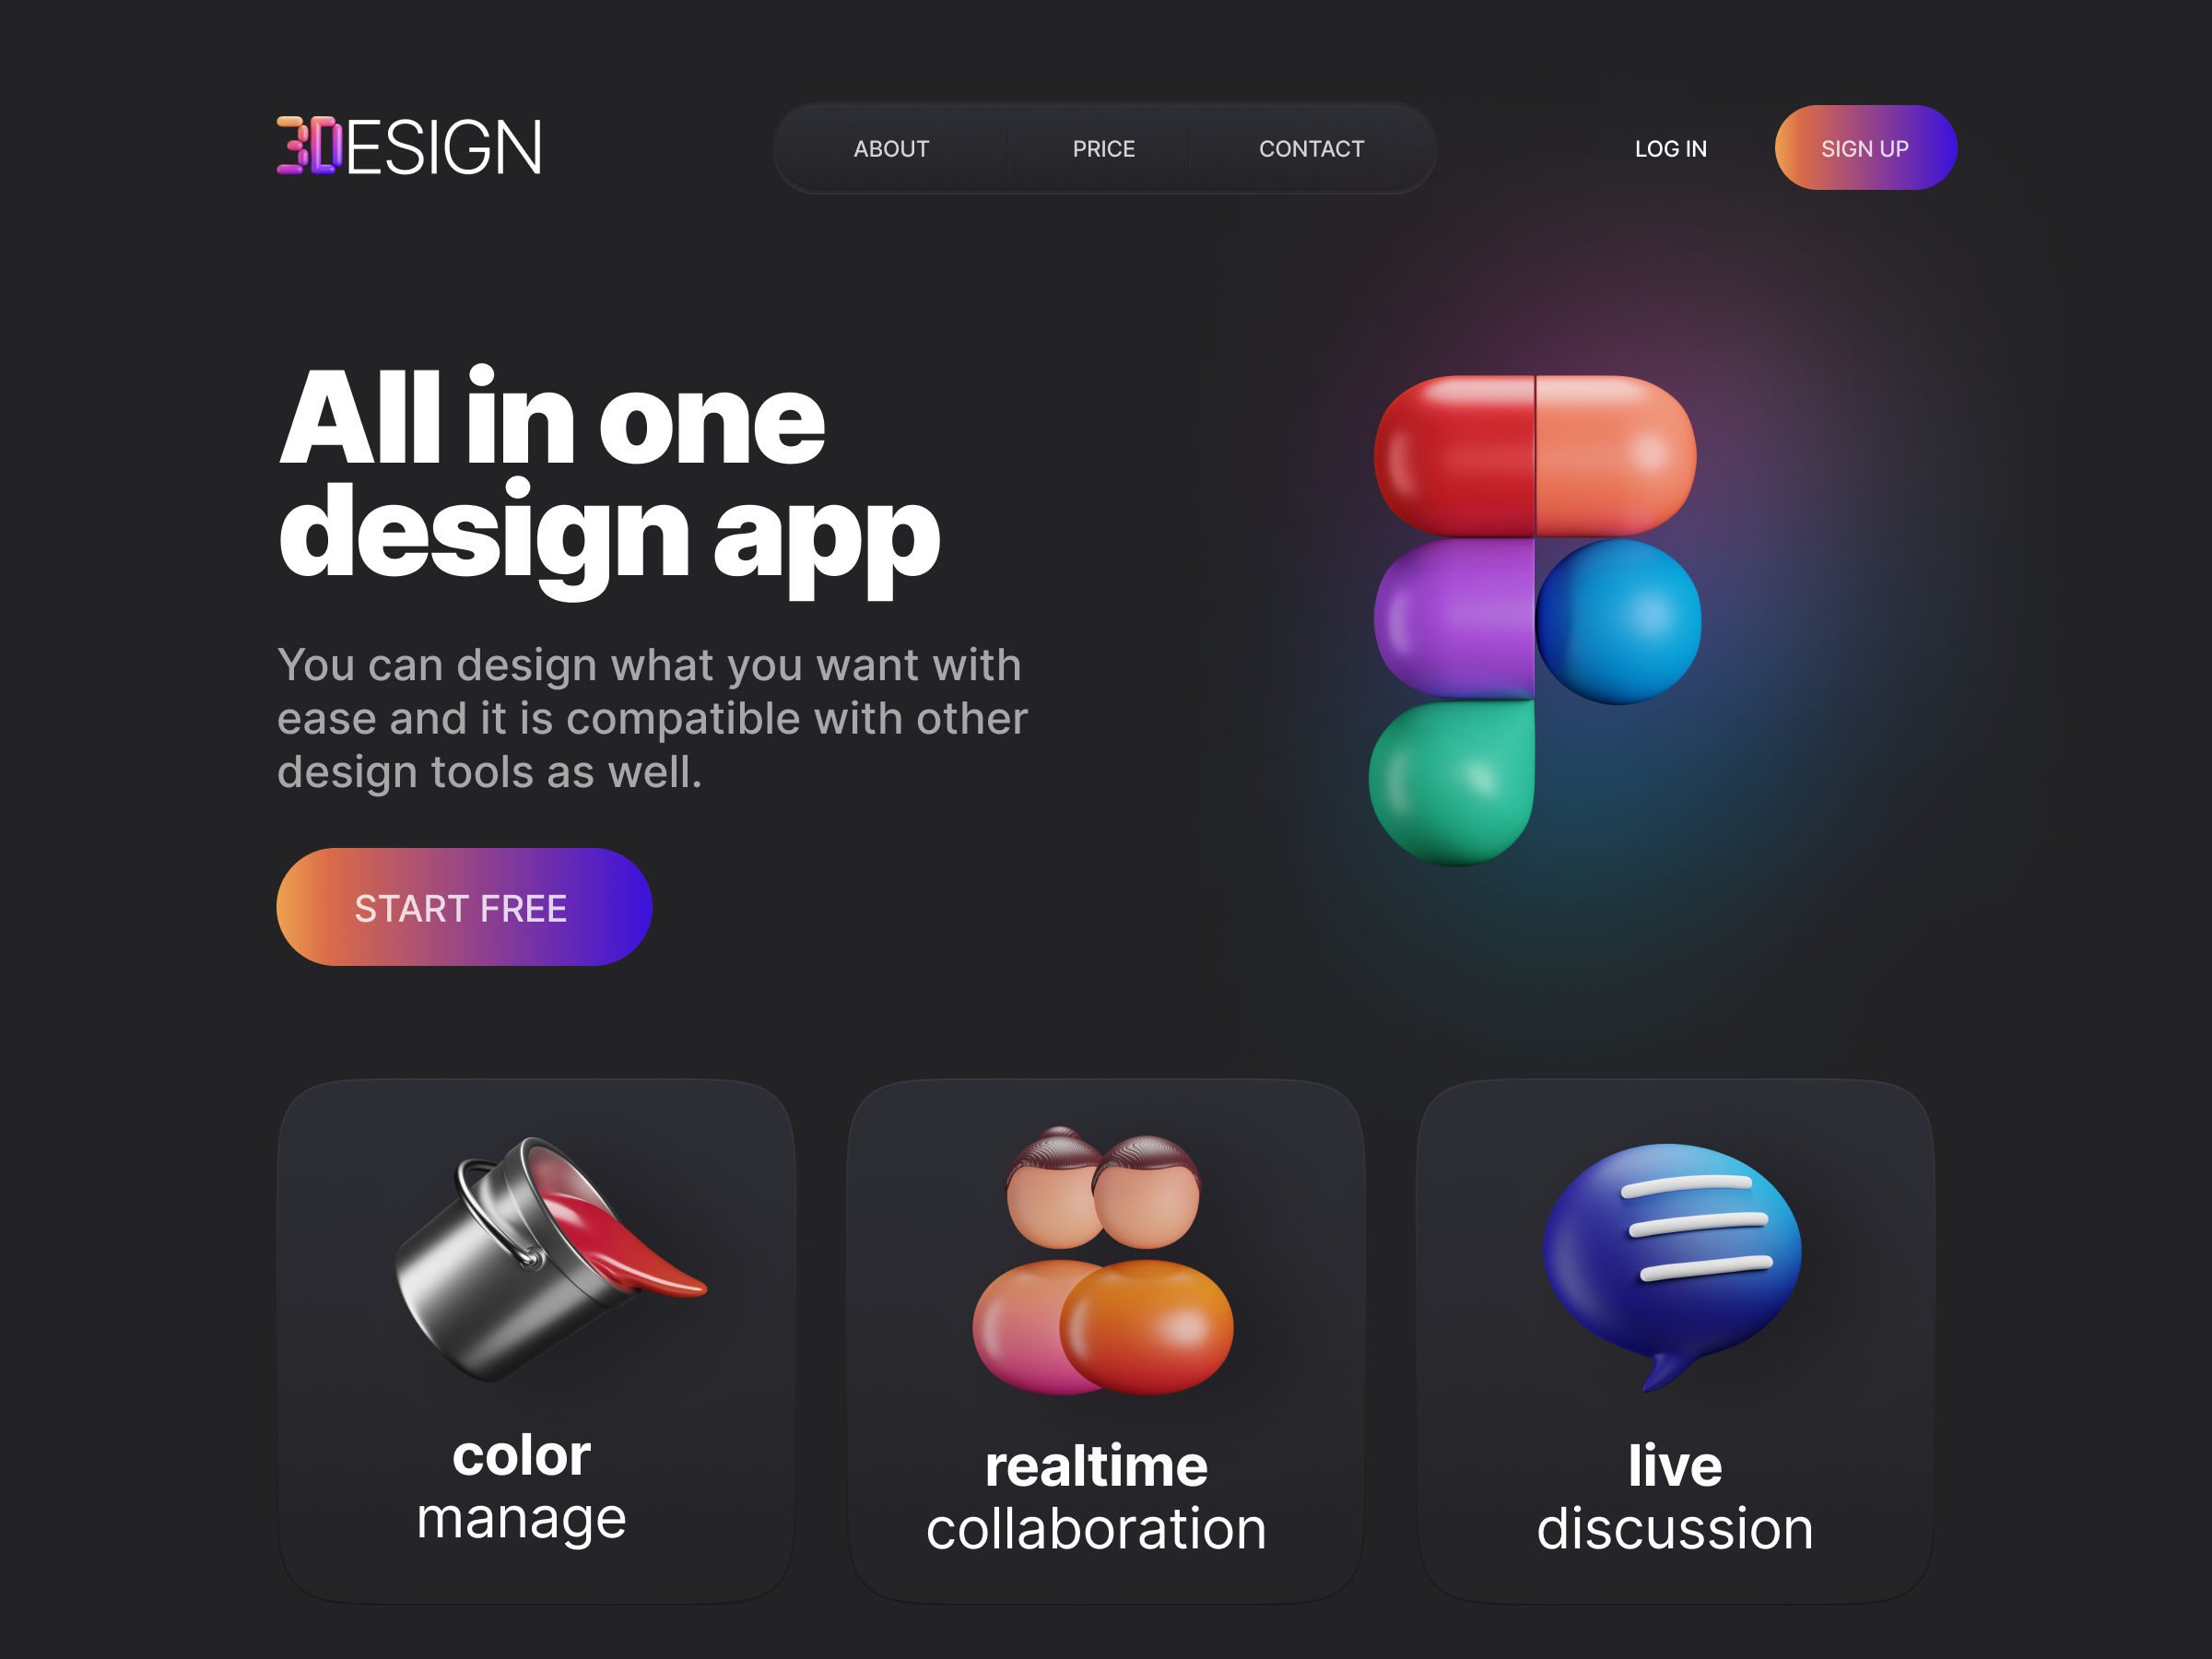 3DESIGN
ABOUT PRICE CONTACT
LOG IN
SIGN UP
All in one
design app
You can design what you want with
ease and it is compatible with other
design tools as well.
START FREE
color
manage
realtime
collaboration
live
discussion